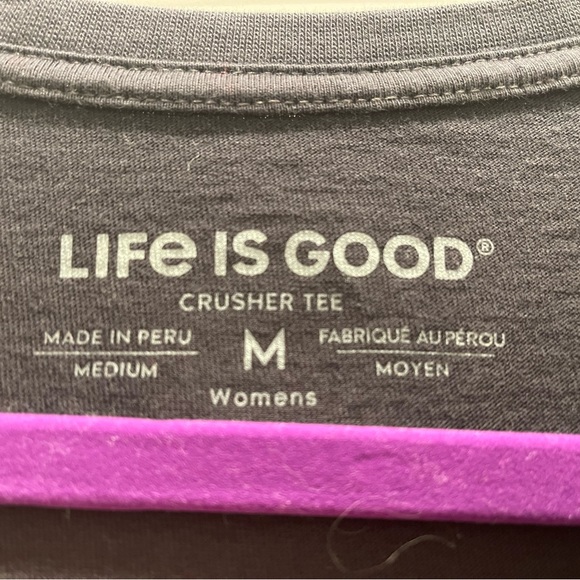 LIFe IS GOOD®
CRUSHER TEE
MADE IN PERU
MEDIUM
M
FABRIQUÉ AU PÉROU
MOYEN
Womens